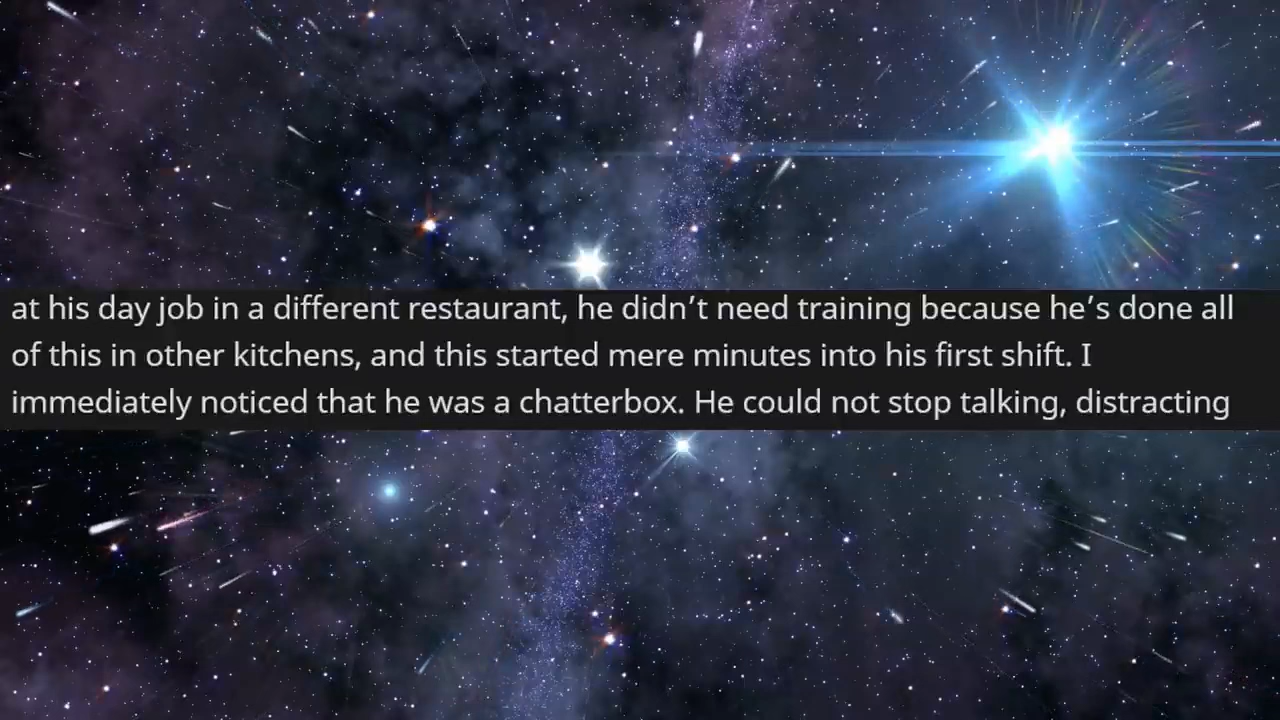 at his day job in a different restaurant, he didn’t need training because he’s done all
of this in other kitchens, and this started mere minutes into his first shift. I
immediately noticed that he was a chatterbox. He could not stop talking, distracting